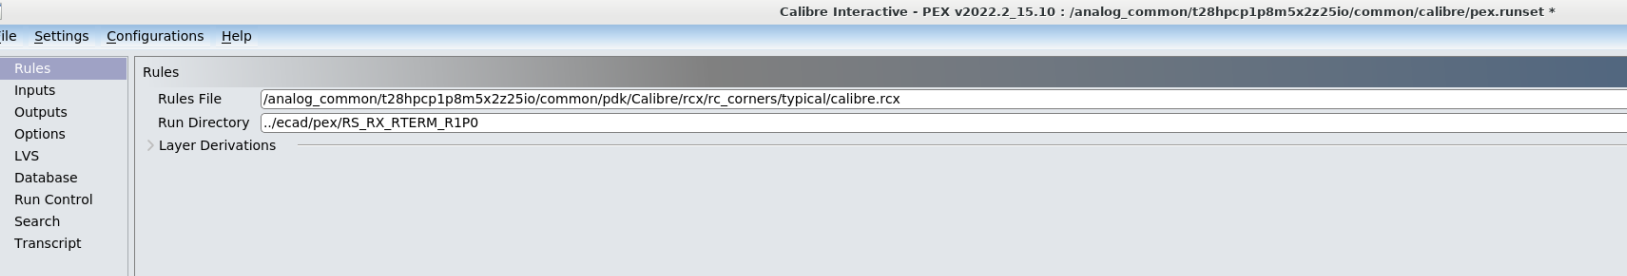 Calibre Interactive - PEX v2022.2_15.10 : /analog_common/t28hpcp1p8m5x2z25io/common/calibre/pex.runset *
ile Settings Configurations Help
Rules
Inputs
Outputs
Options
LVS
Database
Run Control
Search
Transcript
Rules
Rules File /analog_common/t28hpcp1p8m5x2z25io/common/pdk/Calibre/rcx/rc_corners/typical/calibre.rcx
Run Directory ../ecad/pex/RS_RX_RTERM_R1P0
Layer Derivations